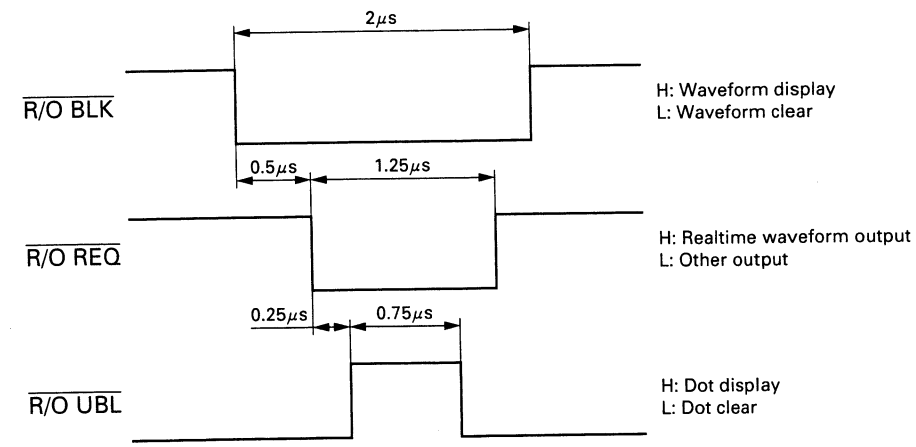 2μs
R/O BLK
H: Waveform display
L: Waveform clear
0.5μs
1.25μs
R/O REQ
H: Realtime waveform output
L: Other output
0.25μs
0.75μs
R/O UBL
H: Dot display
L: Dot clear